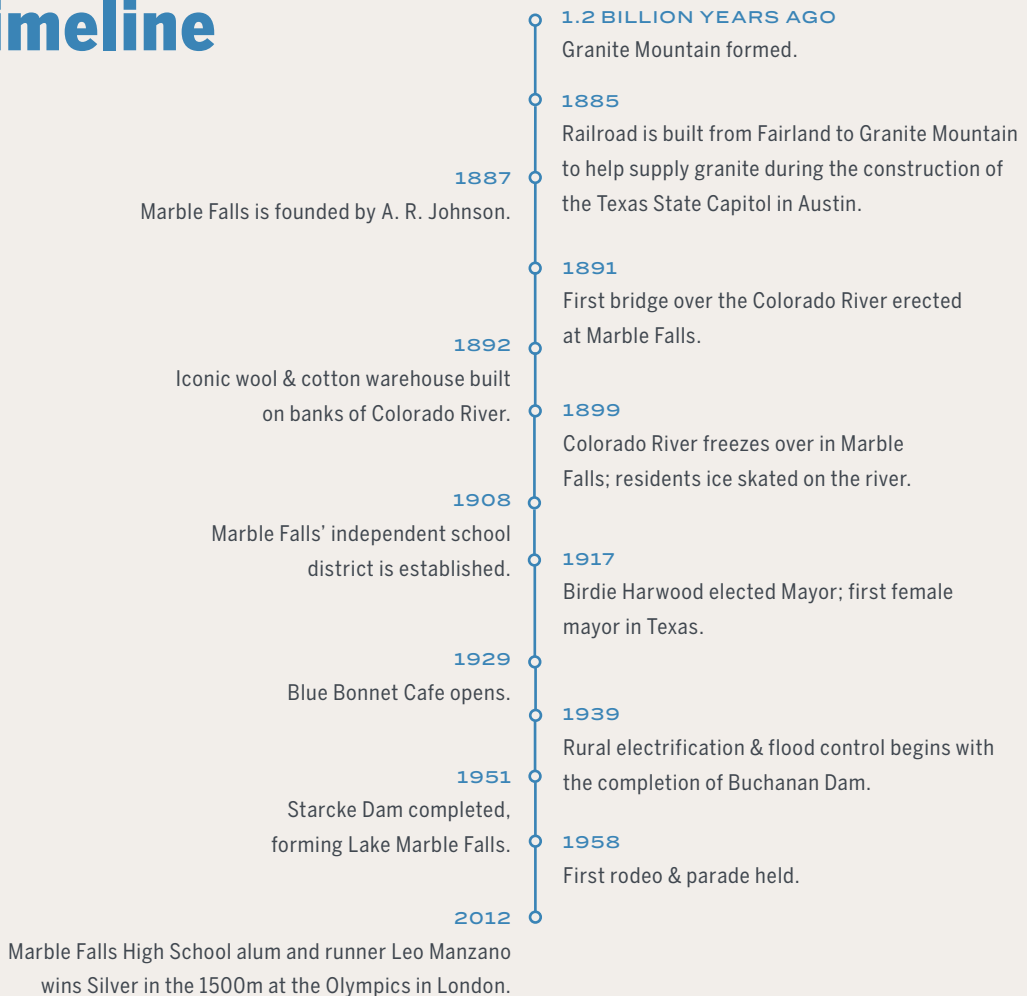 imeline
1.2 BILLION YEARS AGO
Granite Mountain formed.
1885
Railroad is built from Fairland to Granite Mountain
to help supply granite during the construction of
the Texas State Capitol in Austin.
1887
Marble Falls is founded by A. R. Johnson.
1891
First bridge over the Colorado River erected
at Marble Falls.
1892
Iconic wool & cotton warehouse built
on banks of Colorado River.
1899
Colorado River freezes over in Marble
Falls; residents ice skated on the river.
1908
Marble Falls’ independent school
district is established.
1917
Birdie Harwood elected Mayor; first female
mayor in Texas.
1929
Blue Bonnet Cafe opens.
1939
Rural electrification & flood control begins with
the completion of Buchanan Dam.
1951
Starcke Dam completed,
forming Lake Marble Falls.
1958
First rodeo & parade held.
2012
Marble Falls High School alum and runner Leo Manzano
wins Silver in the 1500m at the Olympics in London.